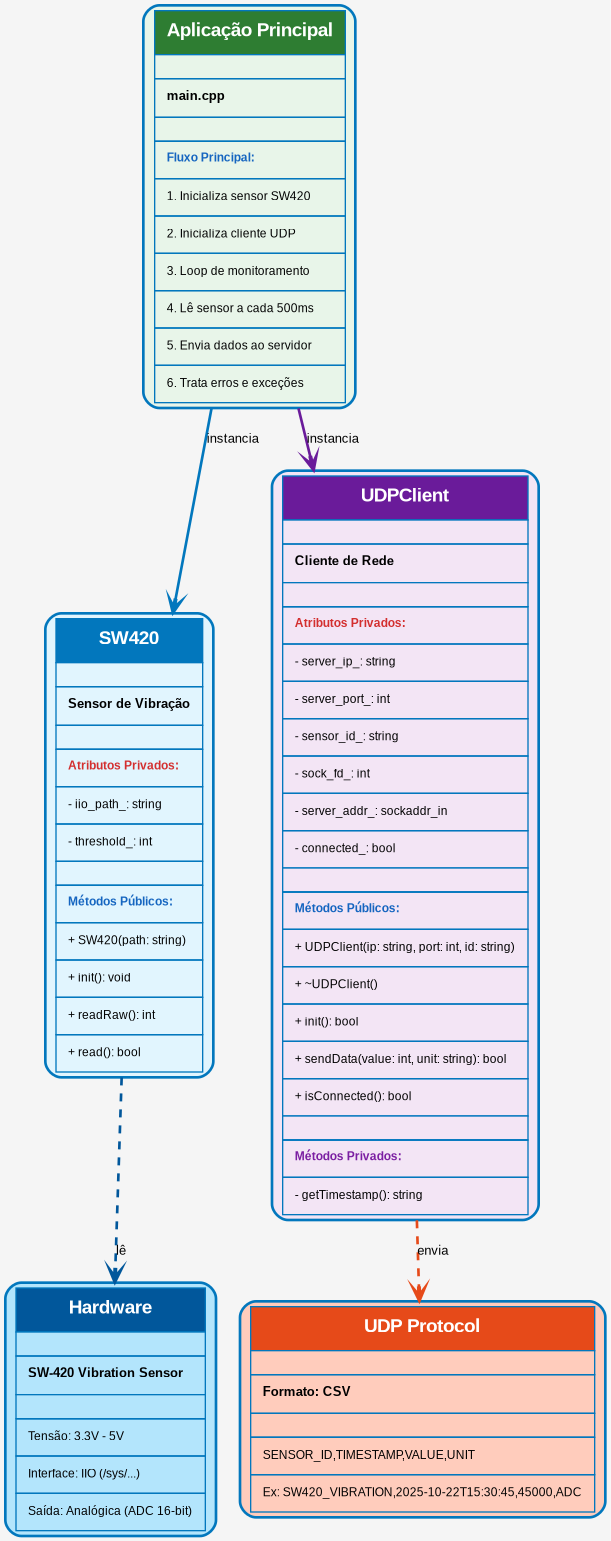 Aplicação Principal
main.cpp
Fluxo Principal:
1. Inicializa sensor SW420
2. Inicializa cliente UDP
3. Loop de monitoramento
4. Lê sensor a cada 500ms
5. Envia dados ao servidor
6. Trata erros e exceções
instancia
instancia
SW420
Sensor de Vibração
Atributos Privados:
- iio_path_: string
- threshold_: int
Métodos Públicos:
+ SW420(path: string)
+ init(): void
+ readRaw(): int
+ read(): bool
UDPClient
Cliente de Rede
Atributos Privados:
- server_ip_: string
- server_port_: int
- sensor_id_: string
- sock_fd_: int
- server_addr_: sockaddr_in
- connected_: bool
Métodos Públicos:
+ UDPClient(ip: string, port: int, id: string)
+ ~UDPClient()
+ init(): bool
+ sendData(value: int, unit: string): bool
+ isConnected(): bool
Métodos Privados:
- getTimestamp(): string
lê
envia
Hardware
SW-420 Vibration Sensor
Tensão: 3.3V - 5V
Interface: IIO (/sys/...)
Saída: Analógica (ADC 16-bit)
UDP Protocol
Formato: CSV
SENSOR_ID,TIMESTAMP,VALUE,UNIT
Ex: SW420_VIBRATION,2025-10-22T15:30:45,45000,ADC